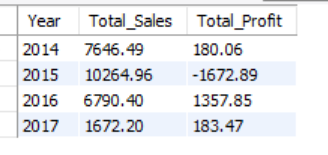 Year Total_Sales Total_Profit
2014 7646.49 180.06
2015 10264.96 -1672.89
2016 6790.40 1357.85
2017 1672.20 183.47